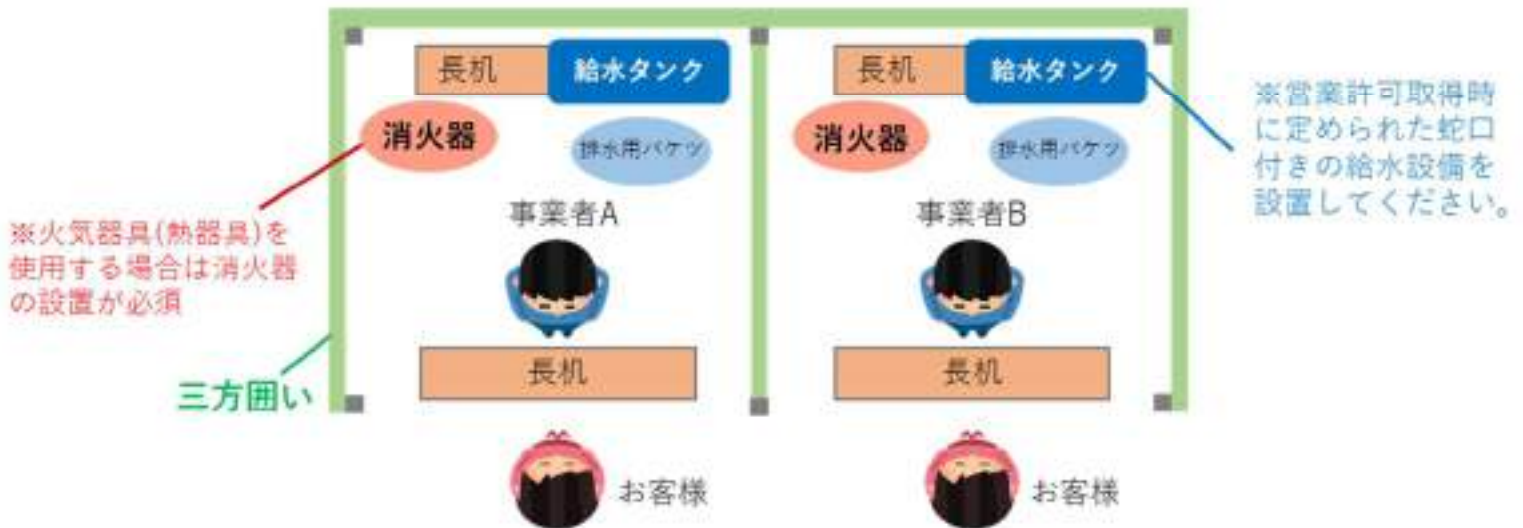 長机
給水タンク
長机
給水タンク
消火器
排水用バケツ
消火器
排水用バケツ
※営業許可取得時
に定められた蛇口
付きの給水設備を
設置してください。
事業者A
事業者B
※火気器具(熱器具)を
使用する場合は消火器
の設置が必須
三方囲い
長机
長机
お客様
お客様